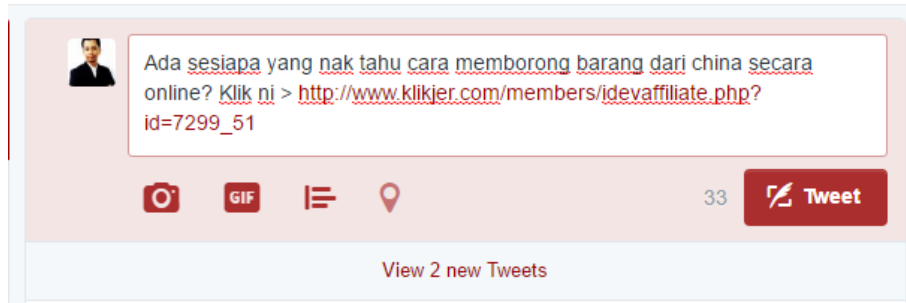 Ada sesiapa yang nak tahu cara memborong barang dari china secara
online? Klik ni > http://www.klikjer.com/members/idevaffiliate.php?
id=7299_51
GIF
33
Tweet
View 2 new Tweets